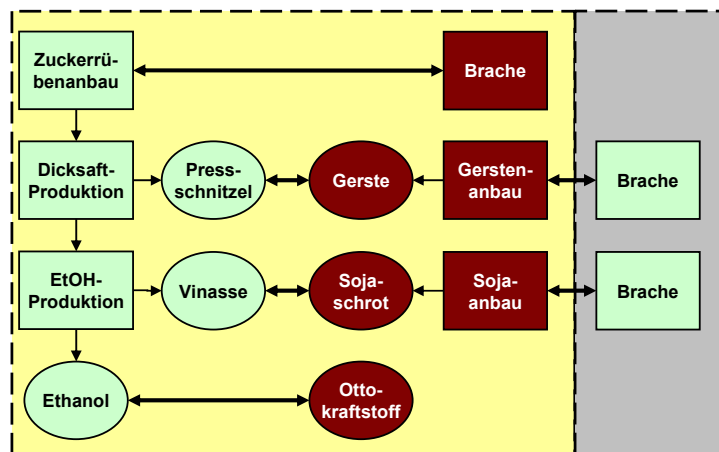 Zuckerrü-
benanbau
Brache
Dicksaft-
Produktion
Press-
schnitzel
Gerste
Gersten-
anbau
Brache
EtOH-
Produktion
Vinasse
Soja-
schrot
Soja-
anbau
Brache
Ethanol
Otto-
kraftstoff